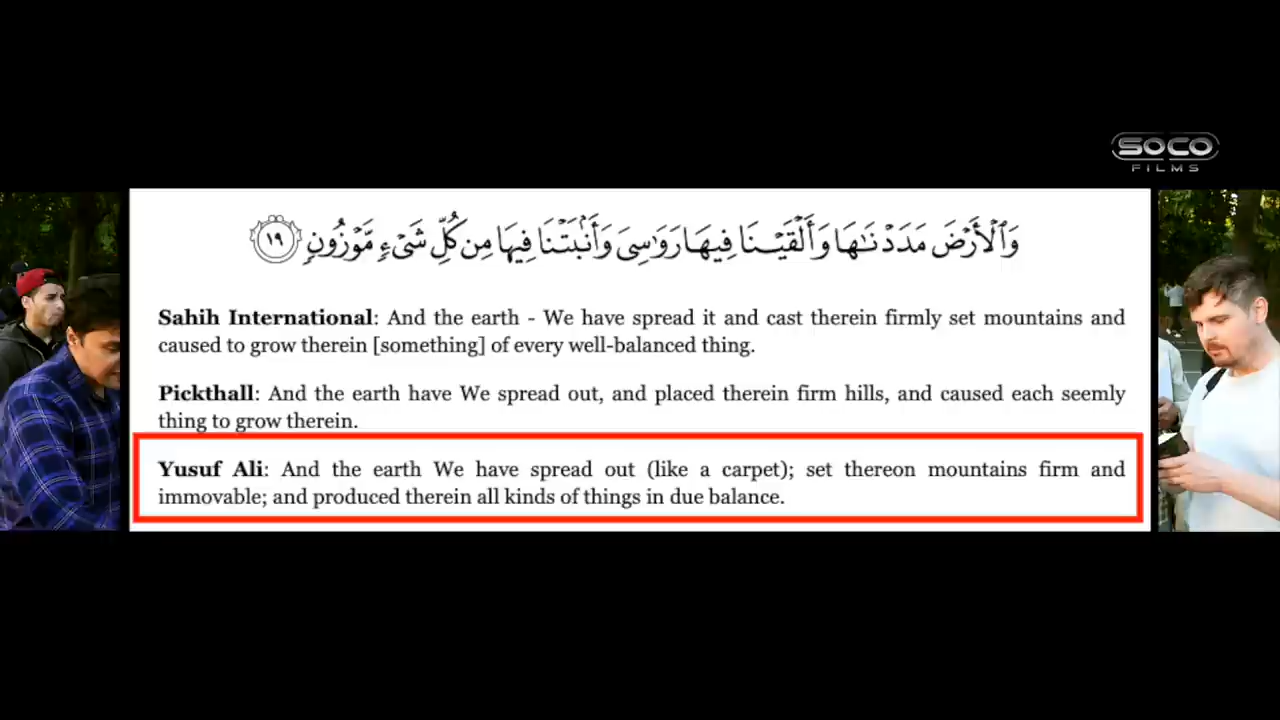 SOCO
FILMS
وَٱلْأَرْضَ مَدَدْنَـٰهَا وَأَلْقَيْنَا فِيهَا رَوَٰسِىَ وَأَنۢبَتْنَا فِيهَا مِن كُلِّ شَىْءٍ مَّوْزُونٍ ١٩
Sahih International: And the earth - We have spread it and cast therein firmly set mountains and
caused to grow therein [something] of every well-balanced thing.
Pickthall: And the earth have We spread out, and placed therein firm hills, and caused each seemly
thing to grow therein.
Yusuf Ali: And the earth We have spread out (like a carpet); set thereon mountains firm and
immovable; and produced therein all kinds of things in due balance.